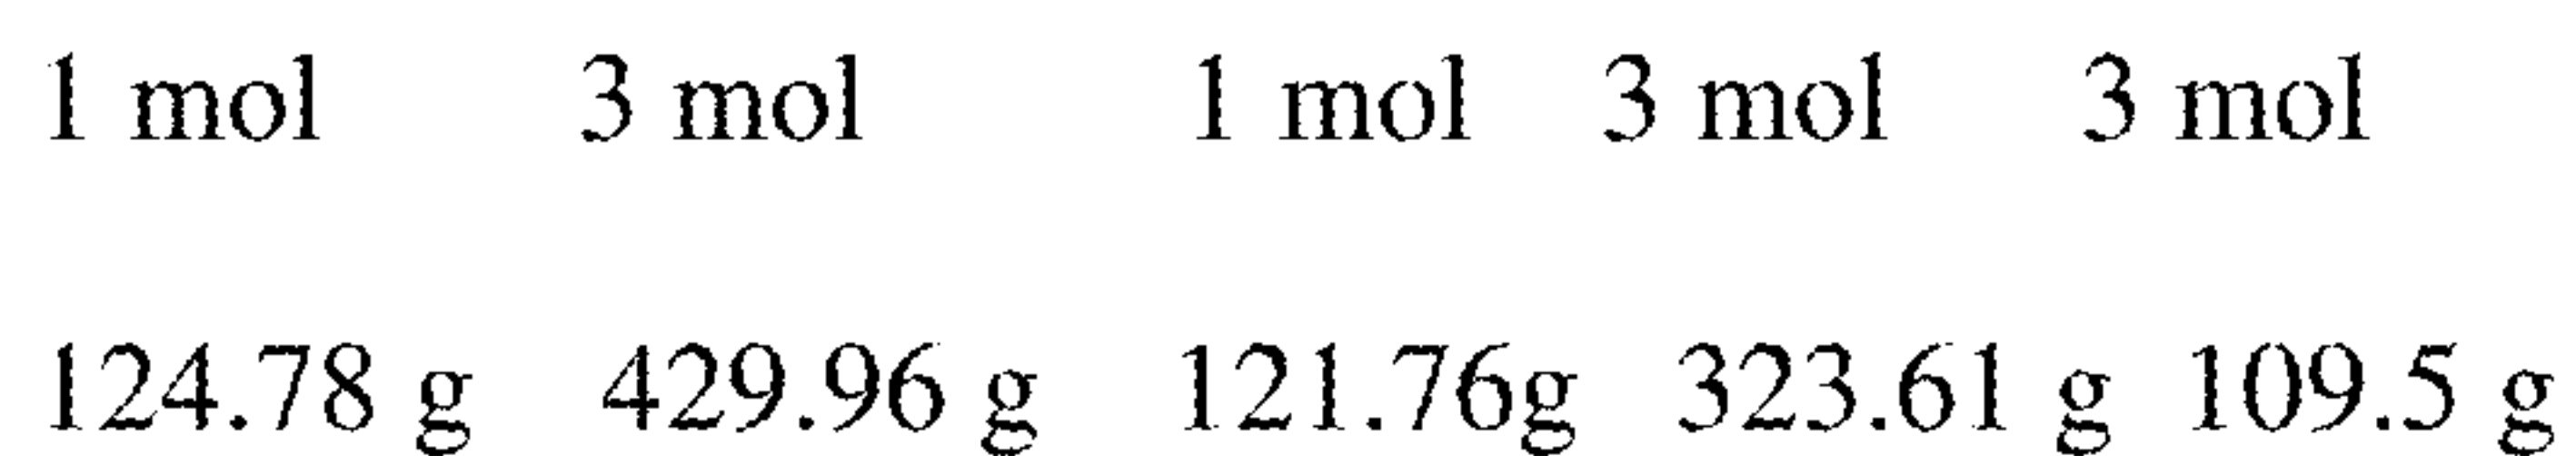 1 mol 3 mol 1 mol 3 mol 3 mol
124.78 g 429.96 g 121.76g 323.61 g 109.5 g